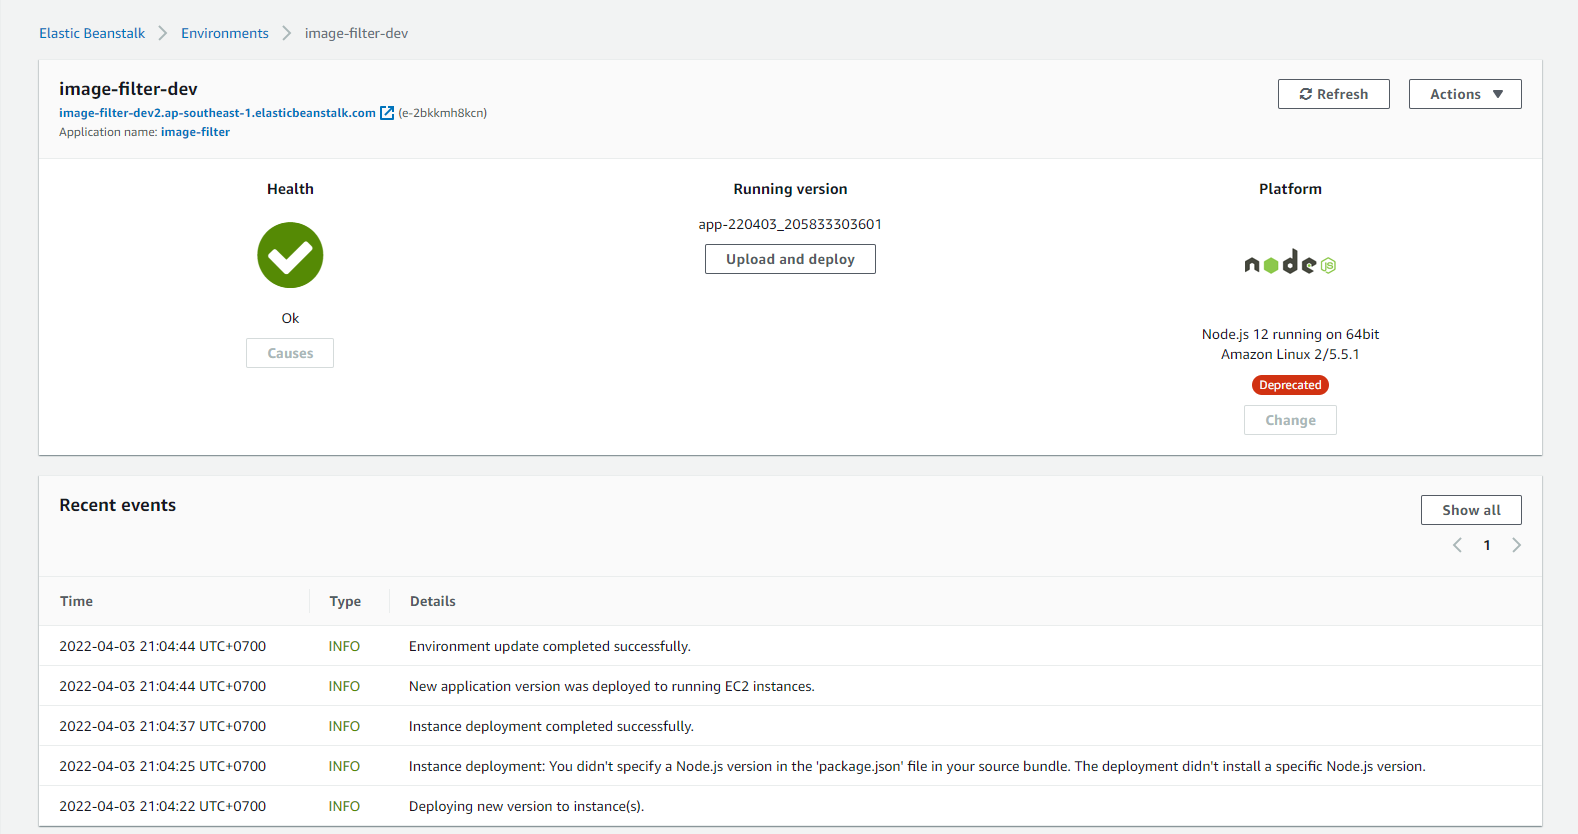 Elastic Beanstalk > Environments > image-filter-dev
image-filter-dev
image-filter-dev2.ap-southeast-1.elasticbeanstalk.com (e-2bkkmh8kcn)
Application name: image-filter
Refresh
Actions ▼
Health
Ok
Causes
Running version
app-220403_205833303601
Upload and deploy
Platform
node JS
Node.js 12 running on 64bit
Amazon Linux 2/5.5.1
Deprecated
Change
Recent events
Show all
< 1 >
Time Type Details
2022-04-03 21:04:44 UTC+0700 INFO Environment update completed successfully.
2022-04-03 21:04:44 UTC+0700 INFO New application version was deployed to running EC2 instances.
2022-04-03 21:04:37 UTC+0700 INFO Instance deployment completed successfully.
2022-04-03 21:04:25 UTC+0700 INFO Instance deployment: You didn't specify a Node.js version in the 'package.json' file in your source bundle. The deployment didn't install a specific Node.js version.
2022-04-03 21:04:22 UTC+0700 INFO Deploying new version to instance(s).